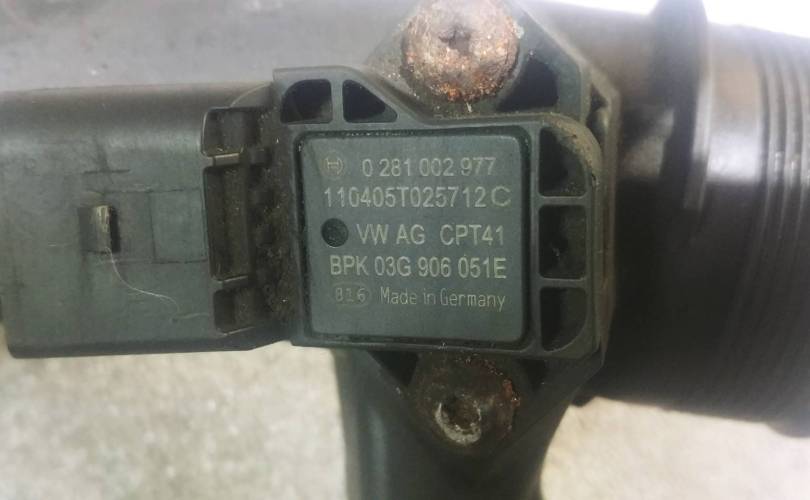 0 281 002 977
110405T025712C
VW AG CPT41
BPK 03G 906 051E
816 Made in Germany